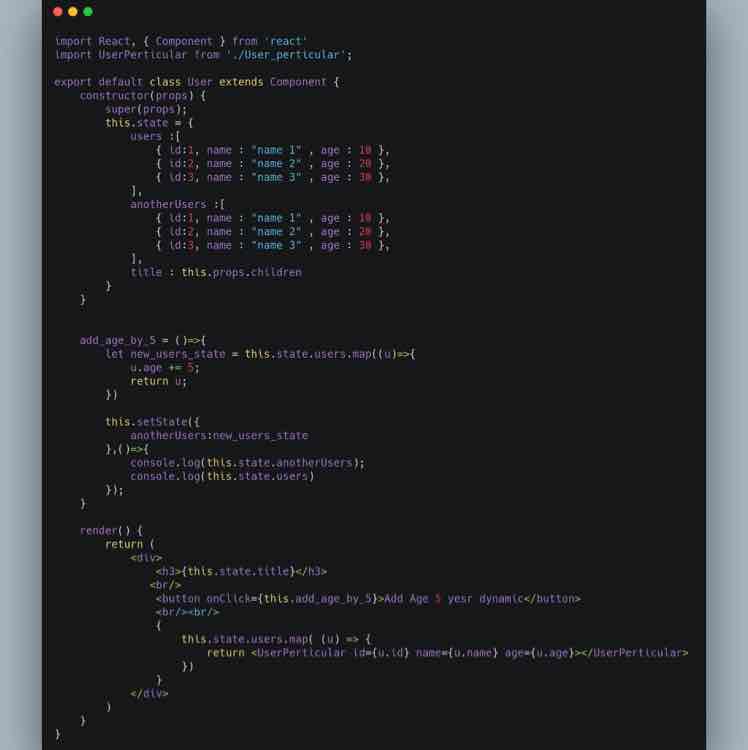 import React, { Component } from 'react'
import UserPerticular from './User_perticular';
export default class User extends Component {
    constructor(props) {
        super(props);
        this.state = {
            users :[
                { id:1, name : "name 1" , age : 10 },
                { id:2, name : "name 2" , age : 20 },
                { id:3, name : "name 3" , age : 30 },
            ],
            anotherUsers :[
                { id:1, name : "name 1" , age : 10 },
                { id:2, name : "name 2" , age : 20 },
                { id:3, name : "name 3" , age : 30 },
            ],
            title : this.props.children
        }
    }
    add_age_by_5 = ()=>{
        let new_users_state = this.state.users.map((u)=>{
            u.age += 5;
            return u;
        })
        this.setState({
            anotherUsers:new_users_state
        },()=>{
            console.log(this.state.anotherUsers);
            console.log(this.state.users)
        });
    }
    render() {
        return (
            <div>
                <h3>{this.state.title}</h3>
               <br/>
                <button onClick={this.add_age_by_5}>Add Age 5 yesr dynamic</button>
                <br/><br/>
                {
                    this.state.users.map( (u) => {
                        return <UserPerticular id={u.id} name={u.name} age={u.age}></UserPerticular>
                    })
                }
            </div>
        )
    }
}